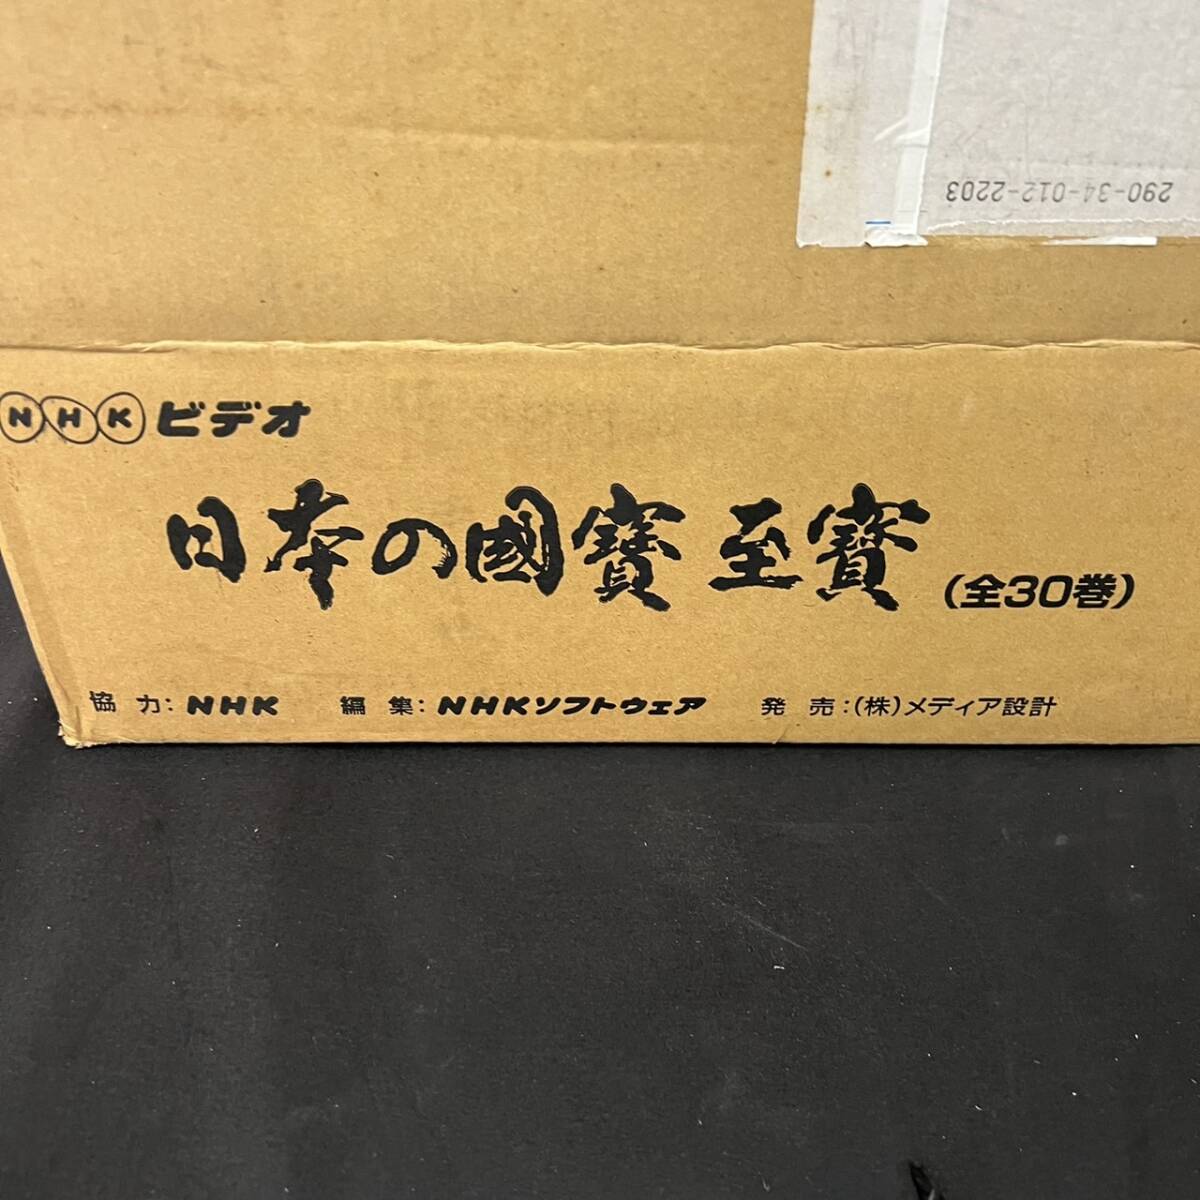 290-34-012-2203
NHKビデオ
日本の國寶至寶(全30巻)
協力:NHK 編集:NHKソフトウェア 発売:(株)メディア設計